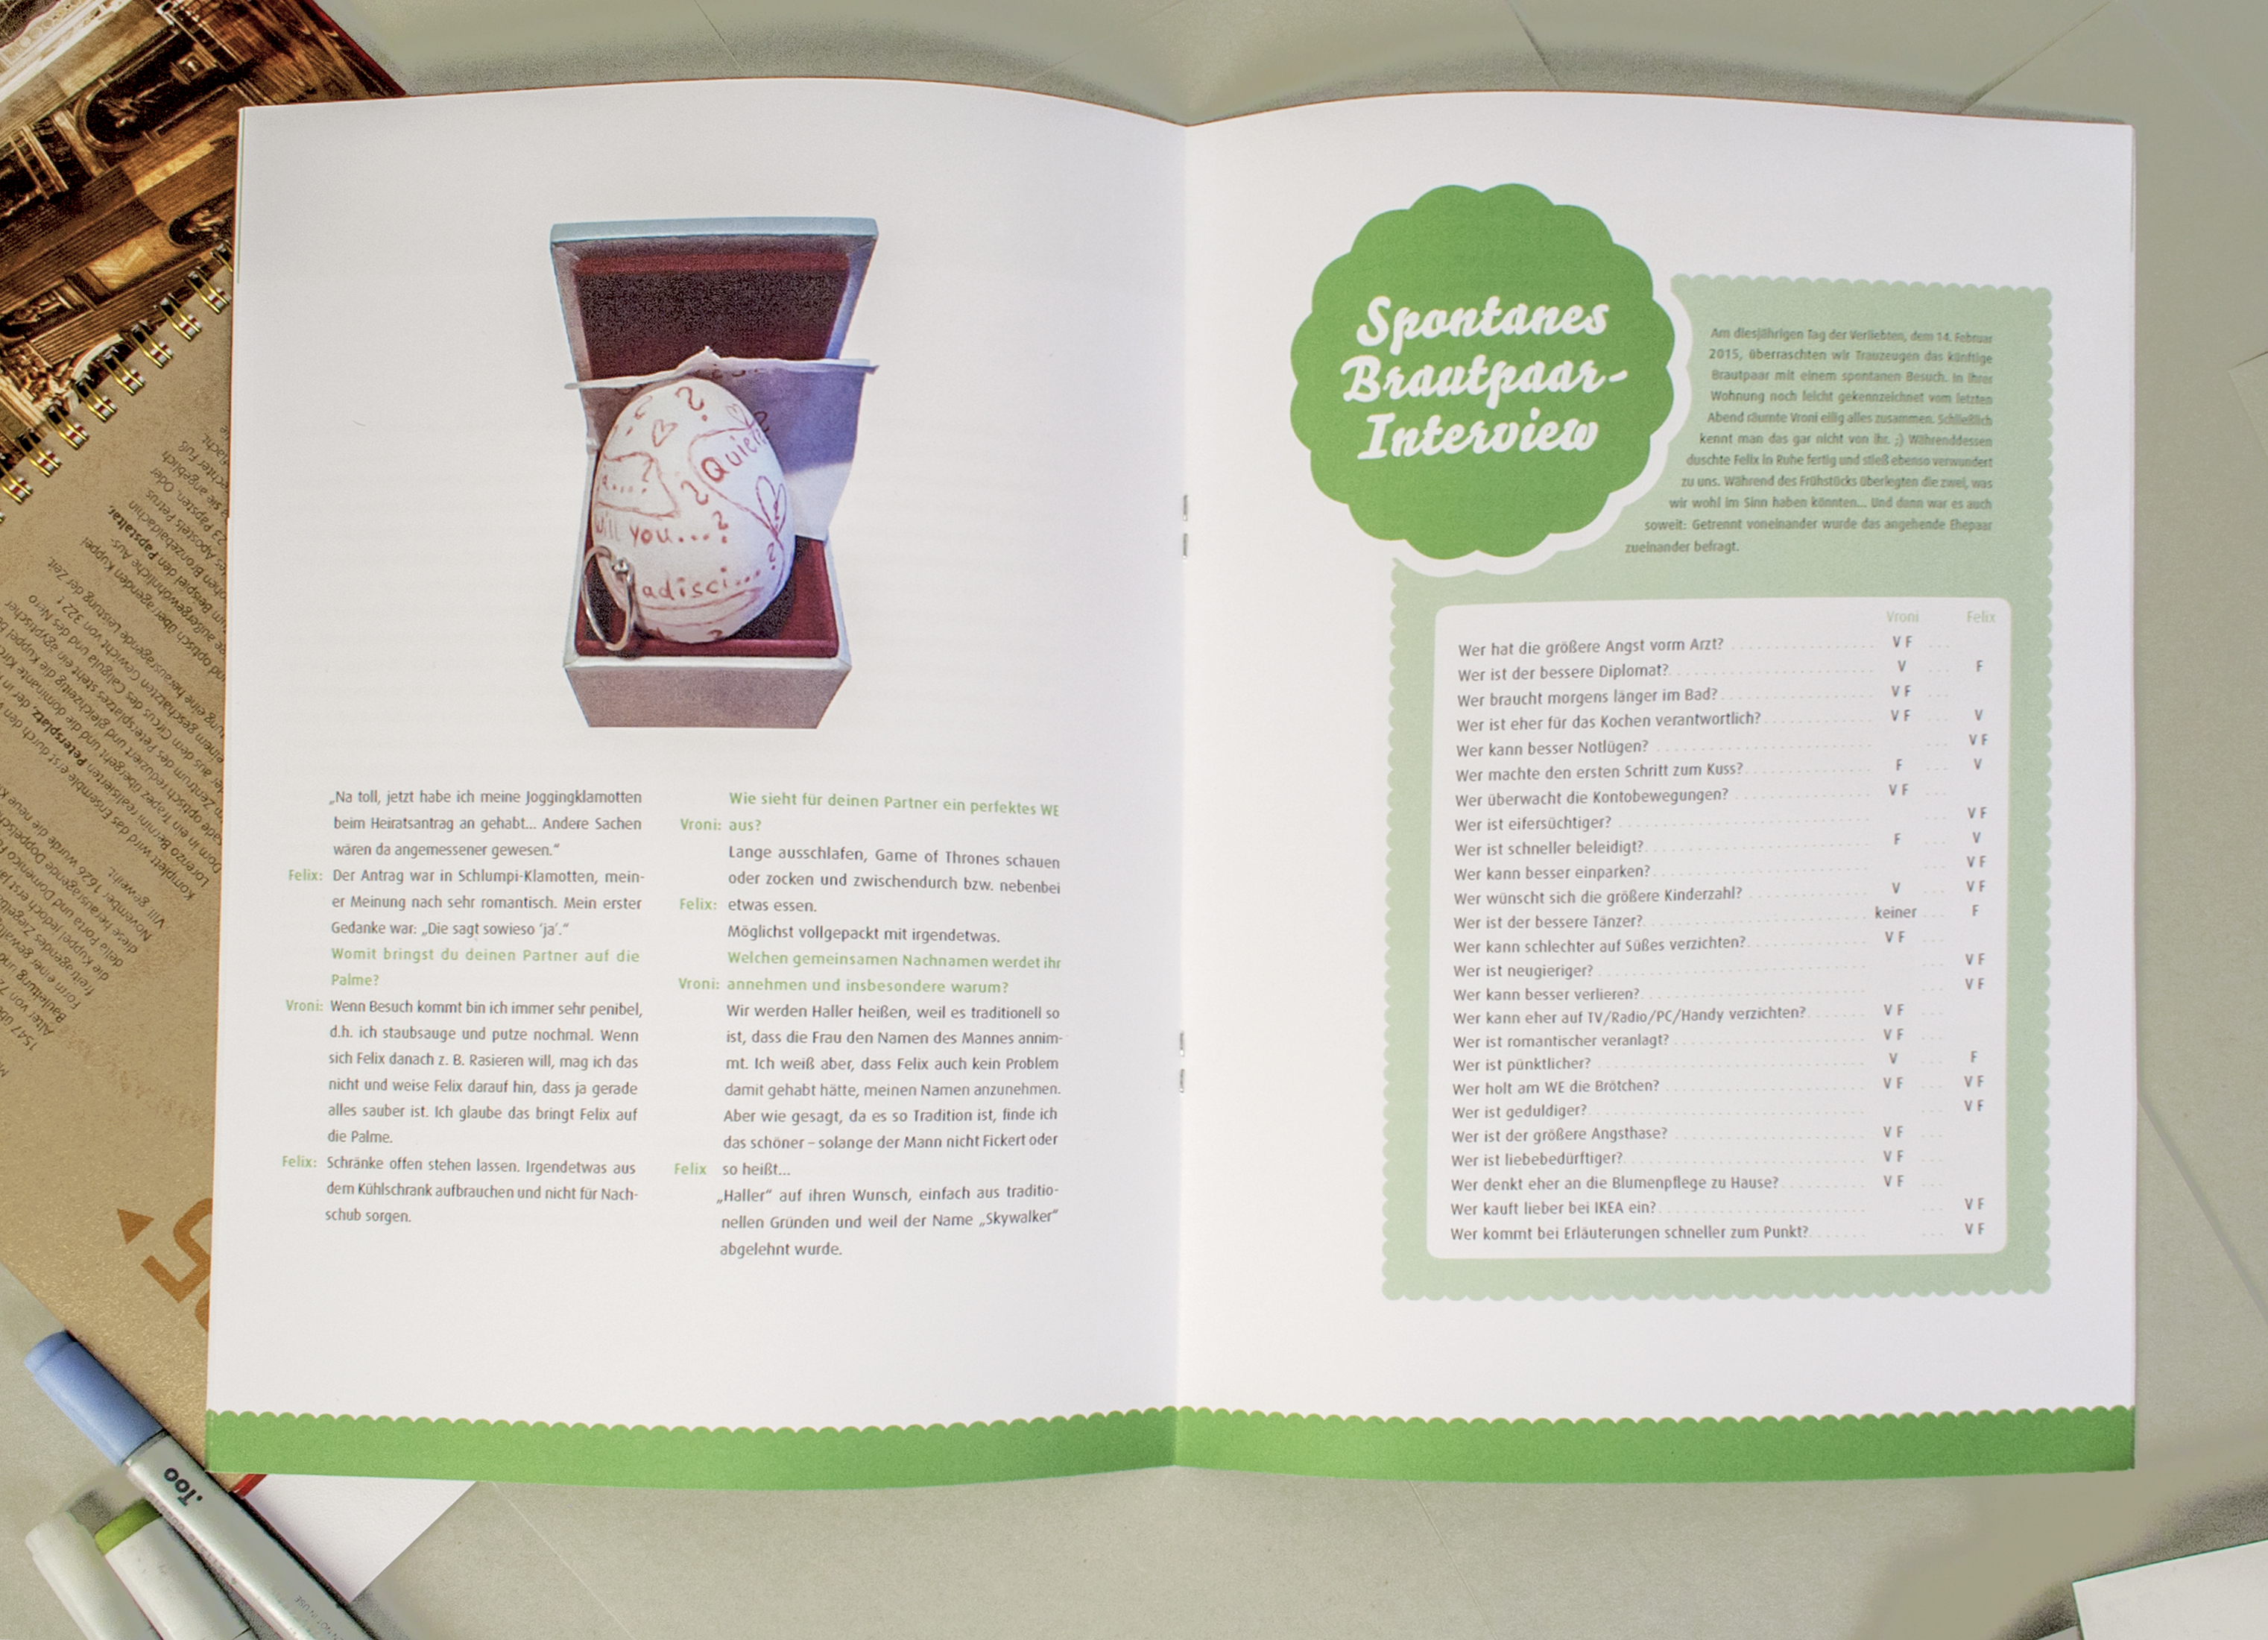 Quiere
a...?
will you...?
adisci...?
„Na toll, jetzt habe ich meine Joggingklamotten
beim Heiratsantrag an gehabt... Andere Sachen
wären da angemessener gewesen.“
Felix: Der Antrag war in Schlumpi-Klamotten, mein-
er Meinung nach sehr romantisch. Mein erster
Gedanke war: „Die sagt sowieso ‘ja’.“
Womit bringst du deinen Partner auf die
Palme?
Vroni: Wenn Besuch kommt bin ich immer sehr penibel,
d.h. ich staubsauge und putze nochmal. Wenn
sich Felix danach z. B. Rasieren will, mag ich das
nicht und weise Felix darauf hin, dass ja gerade
alles sauber ist. Ich glaube das bringt Felix auf
die Palme.
Felix: Schränke offen stehen lassen. Irgendetwas aus
dem Kühlschrank aufbrauchen und nicht für Nach-
schub sorgen.
Wie sieht für deinen Partner ein perfektes WE
Vroni: aus?
Lange ausschlafen, Game of Thrones schauen
oder zocken und zwischendurch bzw. nebenbei
Felix: etwas essen.
Möglichst vollgepackt mit irgendetwas.
Welchen gemeinsamen Nachnamen werdet ihr
Vroni: annehmen und insbesondere warum?
Wir werden Haller heißen, weil es traditionell so
ist, dass die Frau den Namen des Mannes annim-
mt. Ich weiß aber, dass Felix auch kein Problem
damit gehabt hätte, meinen Namen anzunehmen.
Aber wie gesagt, da es so Tradition ist, finde ich
das schöner – solange der Mann nicht Fickert oder
Felix so heißt...
„Haller“ auf ihren Wunsch, einfach aus traditio-
nellen Gründen und weil der Name „Skywalker“
abgelehnt wurde.
Spontanes
Brautpaar-
Interview
Am diesjährigen Tag der Verliebten, dem 14. Februar
2015, überraschten wir Trauzeugen das künftige
Brautpaar mit einem spontanen Besuch. In ihrer
Wohnung noch leicht gekennzeichnet vom letzten
Abend räumte Vroni eilig alles zusammen. Schließlich
kennt man das gar nicht von ihr. ;) Währenddessen
duschte Felix in Ruhe fertig und stieß ebenso verwundert
zu uns. Während des Frühstücks überlegten die zwei, was
wir wohl im Sinn haben könnten... Und dann war es auch
soweit: Getrennt voneinander wurde das angehende Ehepaar
zueinander befragt.
Vroni Felix
Wer hat die größere Angst vorm Arzt? V F
Wer ist der bessere Diplomat? V F
Wer braucht morgens länger im Bad? V F
Wer ist eher für das Kochen verantwortlich? V F V
Wer kann besser Notlügen? V F
Wer machte den ersten Schritt zum Kuss? F V
Wer überwacht die Kontobewegungen? V F
Wer ist eifersüchtiger? V F
Wer ist schneller beleidigt? F V
Wer kann besser einparken? V F
Wer wünscht sich die größere Kinderzahl? V V F
Wer ist der bessere Tänzer? keiner F
Wer kann schlechter auf Süßes verzichten? V F
Wer ist neugieriger? V F
Wer kann besser verlieren? V F
Wer kann eher auf TV/Radio/PC/Handy verzichten? V F
Wer ist romantischer veranlagt? V F
Wer ist pünktlicher? V F
Wer holt am WE die Brötchen? V F V F
Wer ist geduldiger? V F
Wer ist der größere Angsthase? V F
Wer ist liebebedürftiger? V F
Wer denkt eher an die Blumenpflege zu Hause? V F
Wer kauft lieber bei IKEA ein? V F
Wer kommt bei Erläuterungen schneller zum Punkt? V F
.Too